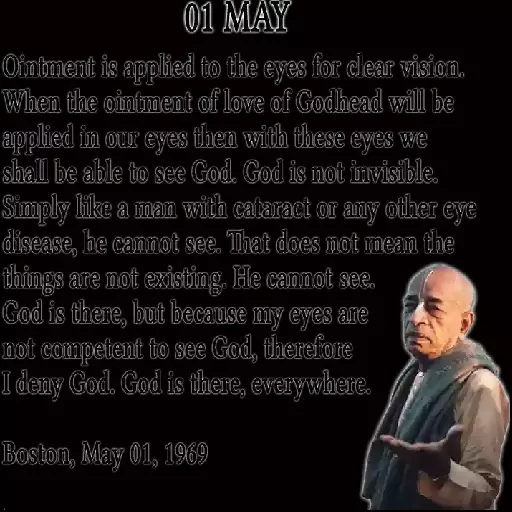 01 MAY
Ointment is applied to the eyes for clear vision.
When the ointment of love of Godhead will be
applied in our eyes then with these eyes we
shall be able to see God. God is not invisible.
Simply like a man with cataract or any other eye
disease, he cannot see. That does not mean the
things are not existing. He cannot see.
God is there, but because my eyes are
not competent to see God, therefore
I deny God. God is there, everywhere.
Boston, May 01, 1969